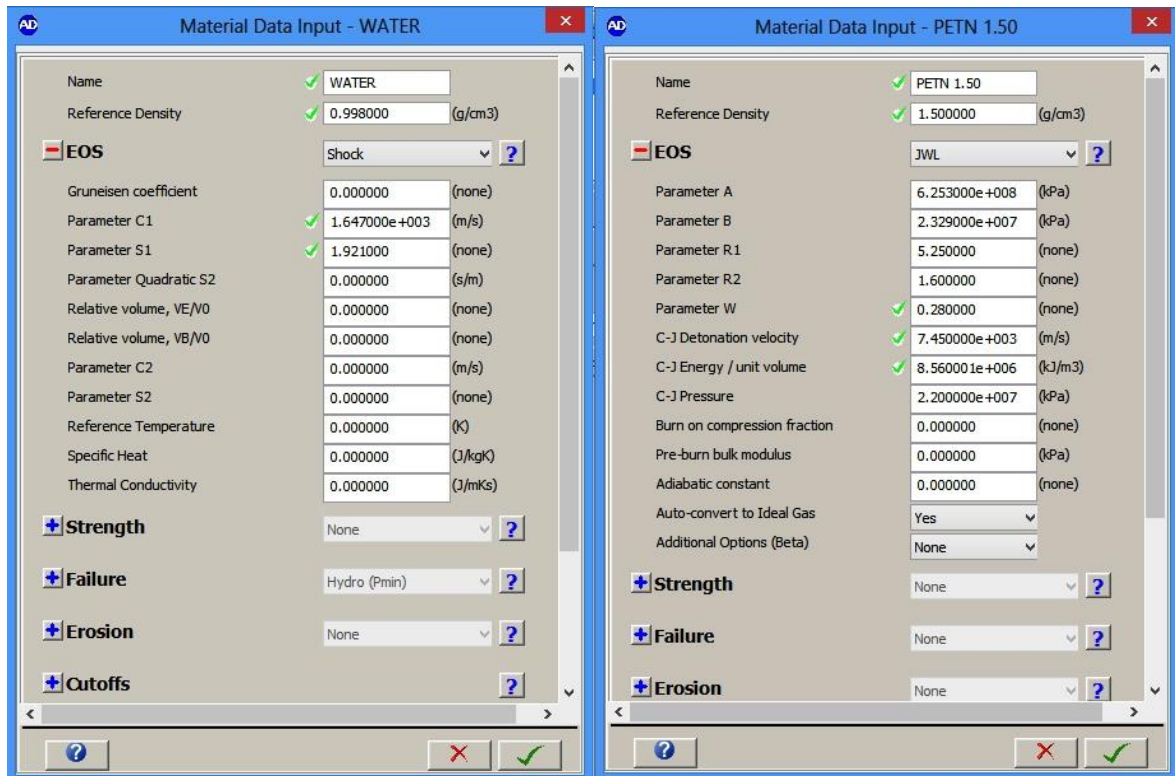 AD Material Data Input - WATER ×
Name WATER
Reference Density 0.998000 (g/cm3)
EOS Shock ?
Gruneisen coefficient 0.000000 (none)
Parameter C1 1.647000e+003 (m/s)
Parameter S1 1.921000 (none)
Parameter Quadratic S2 0.000000 (s/m)
Relative volume, VE/V0 0.000000 (none)
Relative volume, VB/V0 0.000000 (none)
Parameter C2 0.000000 (m/s)
Parameter S2 0.000000 (none)
Reference Temperature 0.000000 (K)
Specific Heat 0.000000 (J/kgK)
Thermal Conductivity 0.000000 (J/mKs)
Strength None ?
Failure Hydro (Pmin) ?
Erosion None ?
Cutoffs ?
?
AD Material Data Input - PETN 1.50 ×
Name PETN 1.50
Reference Density 1.500000 (g/cm3)
EOS JWL ?
Parameter A 6.253000e+008 (kPa)
Parameter B 2.329000e+007 (kPa)
Parameter R1 5.250000 (none)
Parameter R2 1.600000 (none)
Parameter W 0.280000 (none)
C-J Detonation velocity 7.450000e+003 (m/s)
C-J Energy / unit volume 8.560001e+006 (kJ/m3)
C-J Pressure 2.200000e+007 (kPa)
Burn on compression fraction 0.000000 (none)
Pre-burn bulk modulus 0.000000 (kPa)
Adiabatic constant 0.000000 (none)
Auto-convert to Ideal Gas Yes
Additional Options (Beta) None
Strength None ?
Failure None ?
Erosion None ?
?